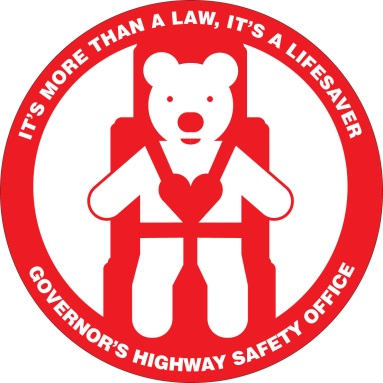 IT'S MORE THAN A LAW, IT'S A LIFESAVER
GOVERNOR'S HIGHWAY SAFETY OFFICE